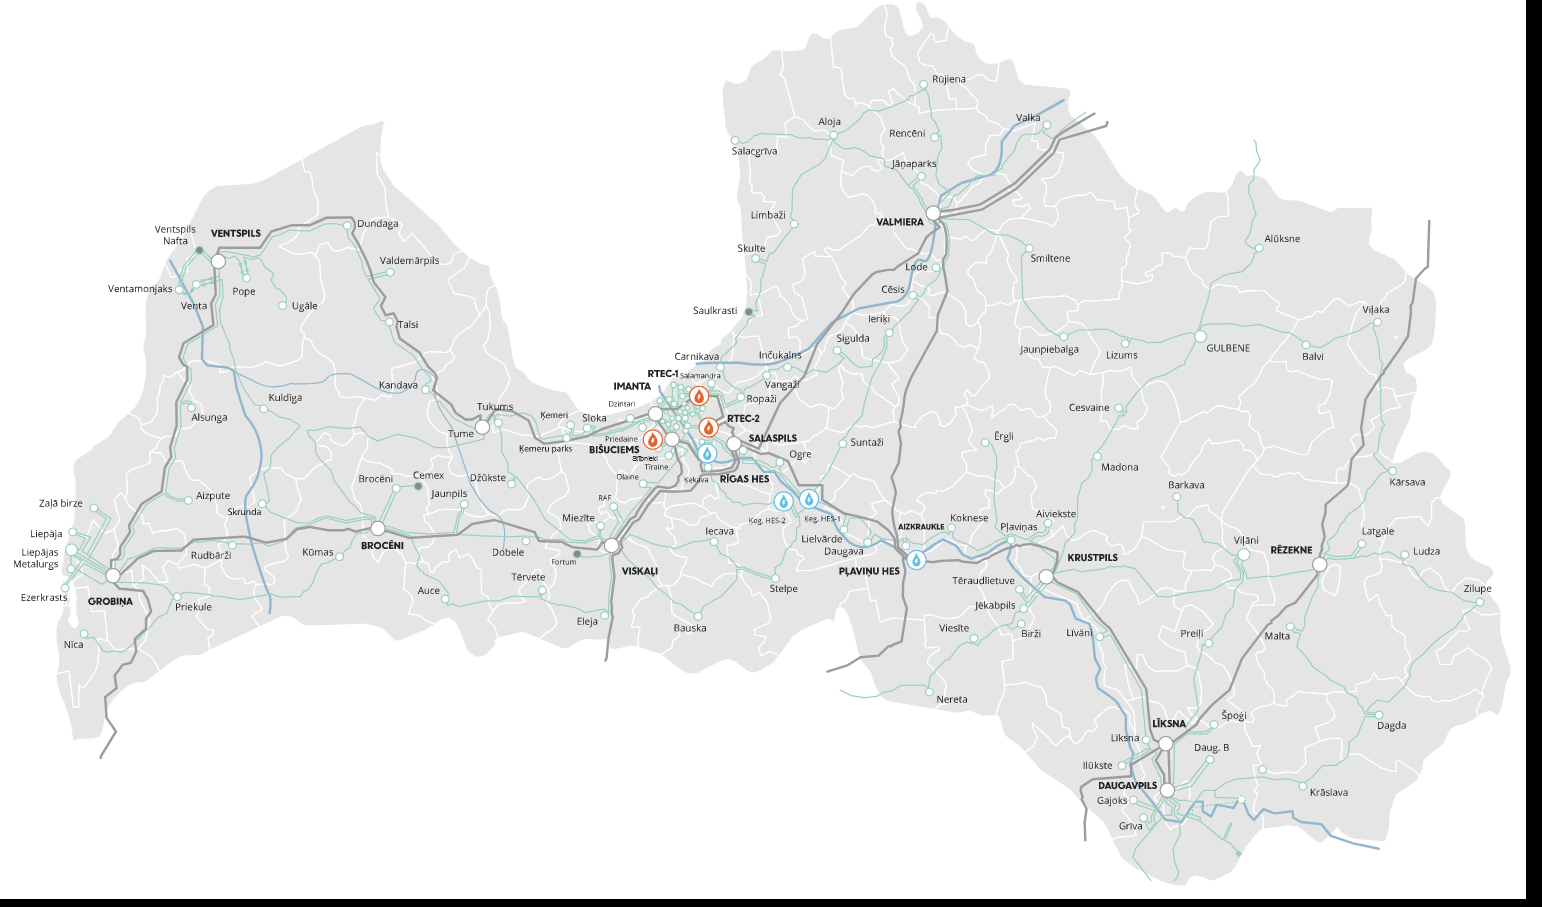 Rūjiena
Aloja
Valka
Rencēni
Salacgrīva
Jāņaparks
Limbaži
VALMIERA
Dundaga
Ventspils
Nafta
VENTSPILS
Alūksne
Skulte
Smiltene
Valdemārpils
Lode
Ventamonjaks
Pope
Cēsis
Venta
Ugāle
Saulkrasti
Viļaka
Ieriķi
Talsi
Sigulda
Jaunpiebalga
GULBENE
Lizums
Balvi
Carnikava
Inčukalns
RTEC-1
Salamandra
IMANTA
Vangaži
Kandava
Kuldīga
Ropaži
Dzintari
Tukums
Cesvaine
Alsunga
Ķemeri
Sloka
RTEC-2
Tume
Priedaine
SALASPILS
Ērgļi
Suntaži
Ķemeru parks
BIŠUCIEMS
Ogre
Tīraine
Madona
Brocēni
Cemex
Džūkste
Olaine
Ķekava
RĪGAS HES
Kārsava
Barkava
Aizpute
Jaunpils
RAF
Zaļā birze
Skrunda
Miezīte
Ķeg. HES-2
Ķeg. HES-1
AIZKRAUKLE
Koknese
Aiviekste
Pļaviņas
Liepāja
Iecava
Lielvārde
Latgale
BROCĒNI
Viļāni
Liepājas
Metalurgs
Rudbārži
Kūmas
Dobele
Daugava
RĒZEKNE
Ludza
KRUSTPILS
Fortum
VISKAĻI
PĻAVIŅU HES
Tērvete
Tēraudlietuve
Stelpe
Auce
Zilupe
Ezerkrasts
GROBIŅA
Priekule
Jēkabpils
Eleja
Bauska
Viesīte
Birži
Līvāni
Preiļi
Malta
Nīca
Nereta
LĪKSNA
Špoģi
Dagda
Līksna
Daug. B
Ilūkste
DAUGAVPILS
Krāslava
Gajoks
Grīva